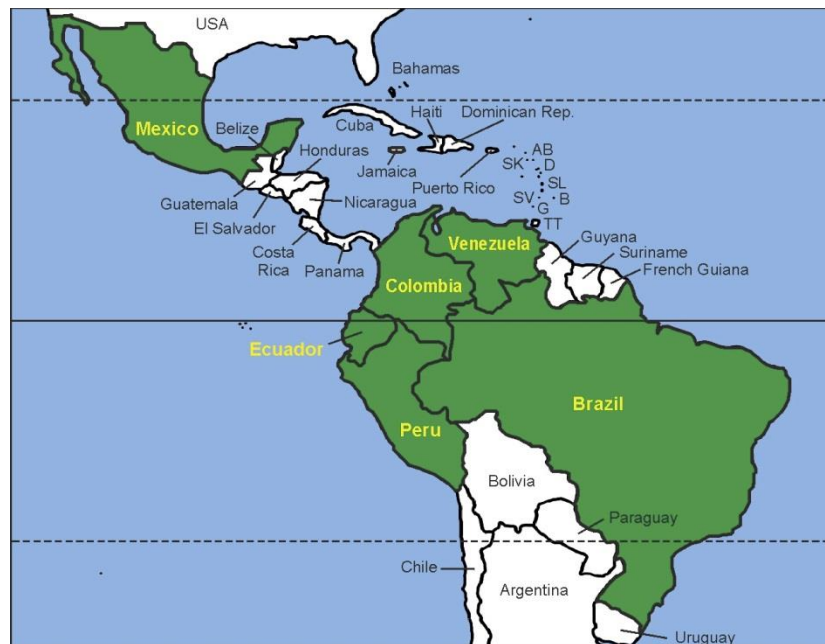 USA
Bahamas
Cuba
Haiti
Dominican Rep.
Mexico
Belize
Honduras
Jamaica
Puerto Rico
AB
SK
D
SL
SV
B
G
TT
Guatemala
Nicaragua
El Salvador
Costa
Rica
Panama
Venezuela
Guyana
Suriname
French Guiana
Colombia
Ecuador
Peru
Brazil
Bolivia
Paraguay
Chile
Argentina
Uruguay